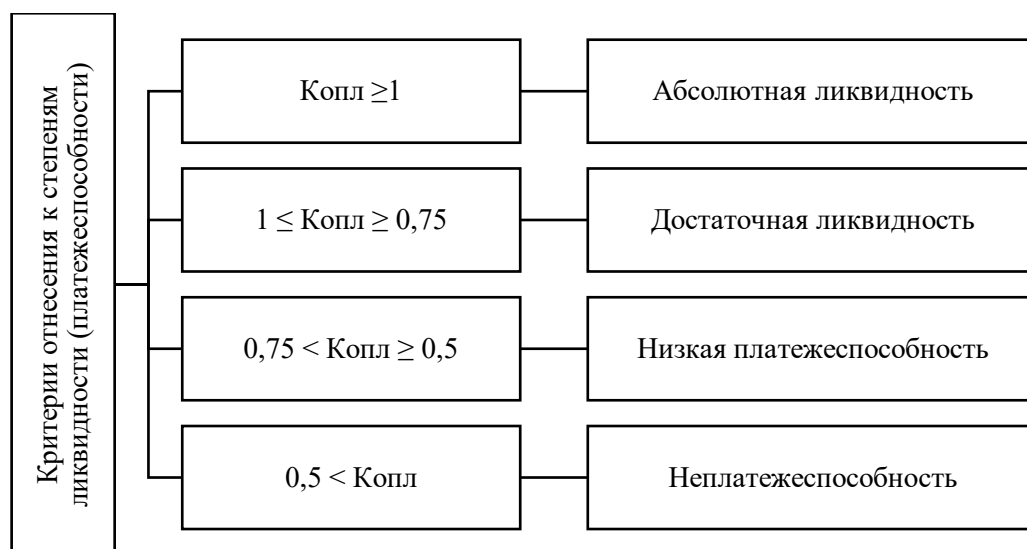 Критерии отнесения к степеням
ликвидности (платежеспособности)
Копл ≥1
Абсолютная ликвидность
1 ≤ Копл ≥ 0,75
Достаточная ликвидность
0,75 < Копл ≥ 0,5
Низкая платежеспособность
0,5 < Копл
Неплатежеспособность